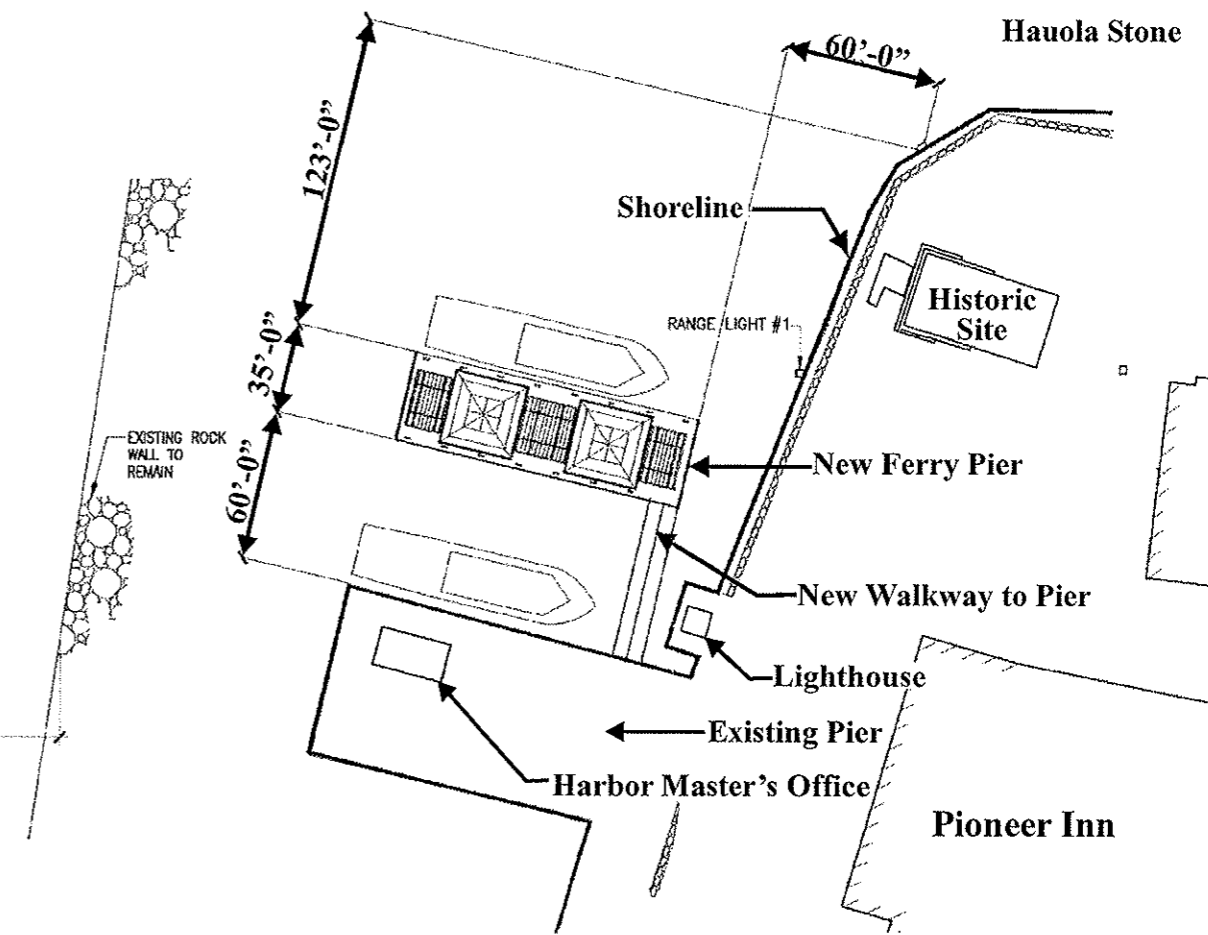 Hauola Stone
60’-0”
123’-0”
Shoreline
Historic
Site
RANGE LIGHT #1
35’-0”
EXISTING ROCK
WALL TO
REMAIN
New Ferry Pier
60’-0”
New Walkway to Pier
Lighthouse
Existing Pier
Harbor Master’s Office
Pioneer Inn